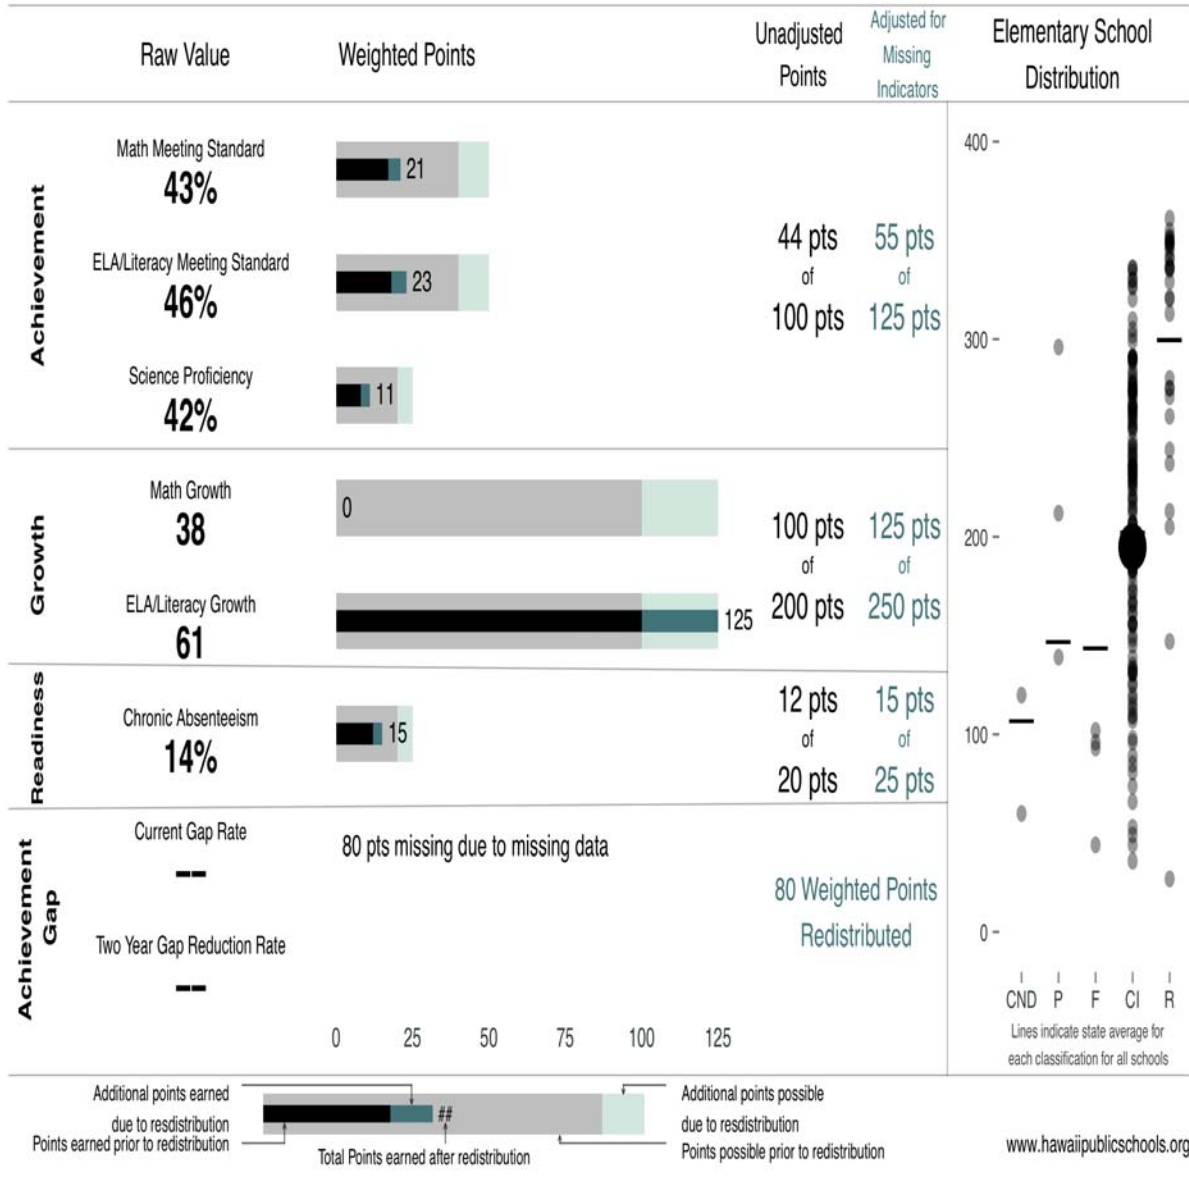 Raw Value
Weighted Points
Unadjusted
Points
Adjusted for
Missing
Indicators
Elementary School
Distribution
Achievement
Math Meeting Standard
43%
21
ELA/Literacy Meeting Standard
46%
23
Science Proficiency
42%
11
44 pts
of
100 pts
55 pts
of
125 pts
Growth
Math Growth
38
0
ELA/Literacy Growth
61
125
100 pts
of
200 pts
125 pts
of
250 pts
Readiness
Chronic Absenteeism
14%
15
12 pts
of
20 pts
15 pts
of
25 pts
Achievement
Gap
Current Gap Rate
--
80 pts missing due to missing data
Two Year Gap Reduction Rate
--
80 Weighted Points
Redistributed
0 25 50 75 100 125
400
300
200
100
0
CND P F CI R
Lines indicate state average for
each classification for all schools
Additional points earned
due to resdistribution
Points earned prior to redistribution
##
Total Points earned after redistribution
Additional points possible
due to resdistribution
Points possible prior to redistribution
www.hawaiipublicschools.org